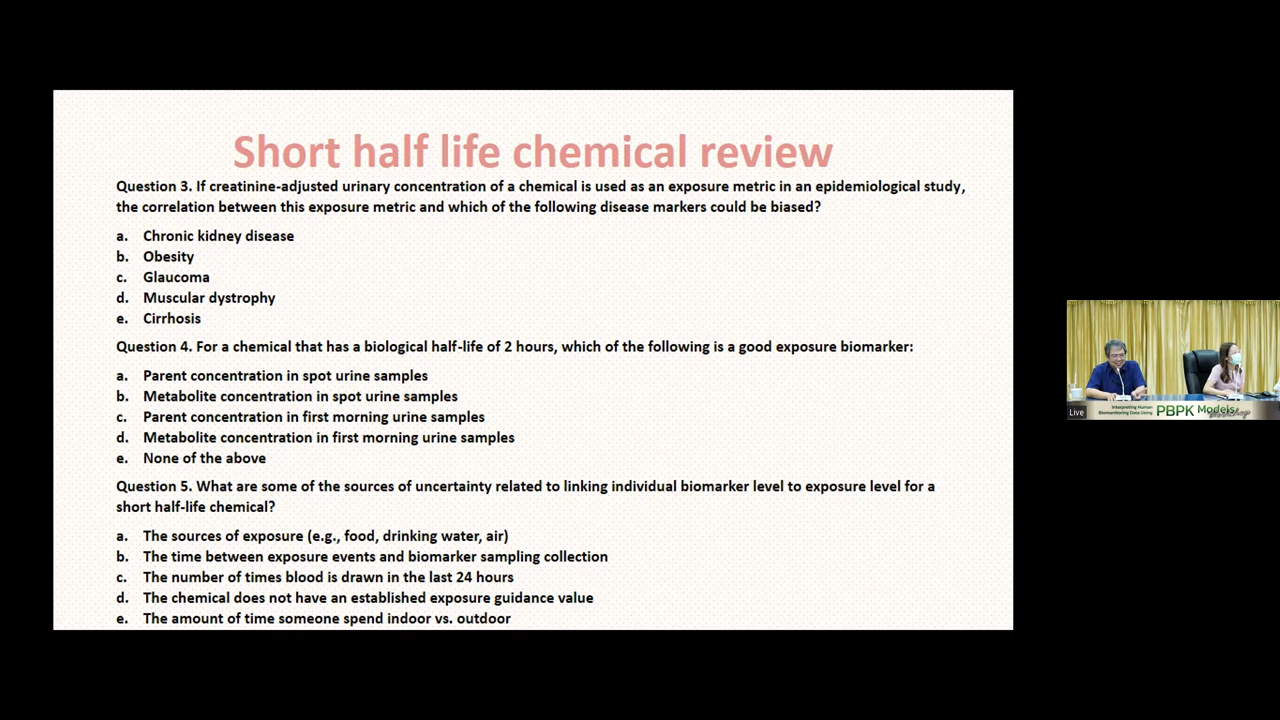 Short half life chemical review
Question 3. If creatinine-adjusted urinary concentration of a chemical is used as an exposure metric in an epidemiological study,
the correlation between this exposure metric and which of the following disease markers could be biased?
a. Chronic kidney disease
b. Obesity
c. Glaucoma
d. Muscular dystrophy
e. Cirrhosis
Question 4. For a chemical that has a biological half-life of 2 hours, which of the following is a good exposure biomarker:
a. Parent concentration in spot urine samples
b. Metabolite concentration in spot urine samples
c. Parent concentration in first morning urine samples
d. Metabolite concentration in first morning urine samples
e. None of the above
Question 5. What are some of the sources of uncertainty related to linking individual biomarker level to exposure level for a
short half-life chemical?
a. The sources of exposure (e.g., food, drinking water, air)
b. The time between exposure events and biomarker sampling collection
c. The number of times blood is drawn in the last 24 hours
d. The chemical does not have an established exposure guidance value
e. The amount of time someone spend indoor vs. outdoor
Live
Interpreting Human
Biomonitoring Data Using
PBPK Models